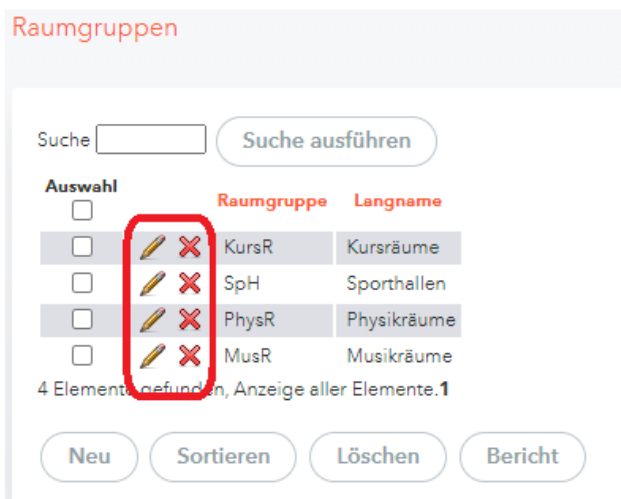 Raumgruppen
Suche Suche ausführen
Auswahl
Raumgruppe Langname
KursR Kursräume
SpH Sporthallen
PhysR Physikräume
MusR Musikräume
4 Elemente gefunden, Anzeige aller Elemente.1
Neu Sortieren Löschen Bericht